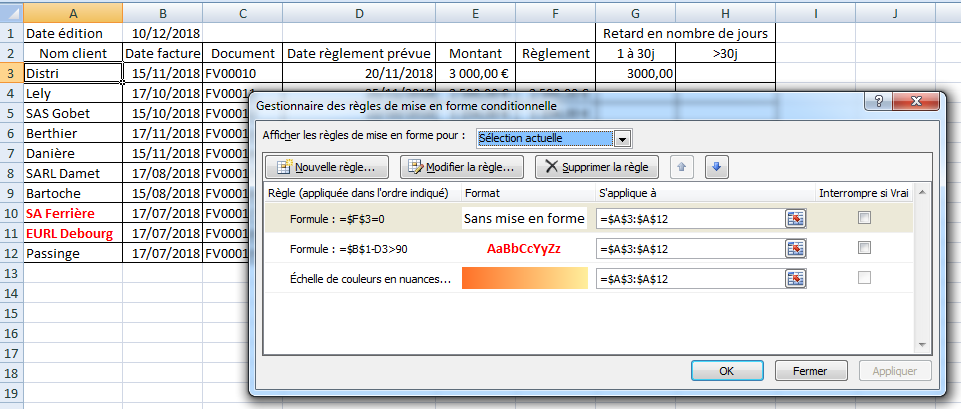 A B C D E F G H I J
1 Date édition 10/12/2018 Retard en nombre de jours
2 Nom client Date facture Document Date règlement prévue Montant Règlement 1 à 30j >30j
3 Distri 15/11/2018 FV00010 20/11/2018 3 000,00 € 3000,00
4 Lely 17/10/2018
5 SAS Gobet 15/10/2018 FV0001
6 Berthier 17/11/2018 FV0001
7 Danière 15/11/2018 FV0001
8 SARL Damet 17/08/2018 FV0001
9 Bartoche 15/08/2018 FV0001
10 SA Ferrière 17/07/2018 FV0001
11 EURL Debourg 17/07/2018 FV0001
12 Passinge 17/07/2018 FV0001
13
14
15
16
17
18
19
Gestionnaire des règles de mise en forme conditionnelle
Afficher les règles de mise en forme pour : Sélection actuelle
Nouvelle règle... Modifier la règle... Supprimer la règle
Règle (appliquée dans l'ordre indiqué) Format S'applique à Interrompre si Vrai
Formule : =$F$3=0 Sans mise en forme =$A$3:$A$12
Formule : =$B$1-D3>90 AaBbCcYyZz =$A$3:$A$12
Échelle de couleurs en nuances... =$A$3:$A$12
OK Fermer Appliquer